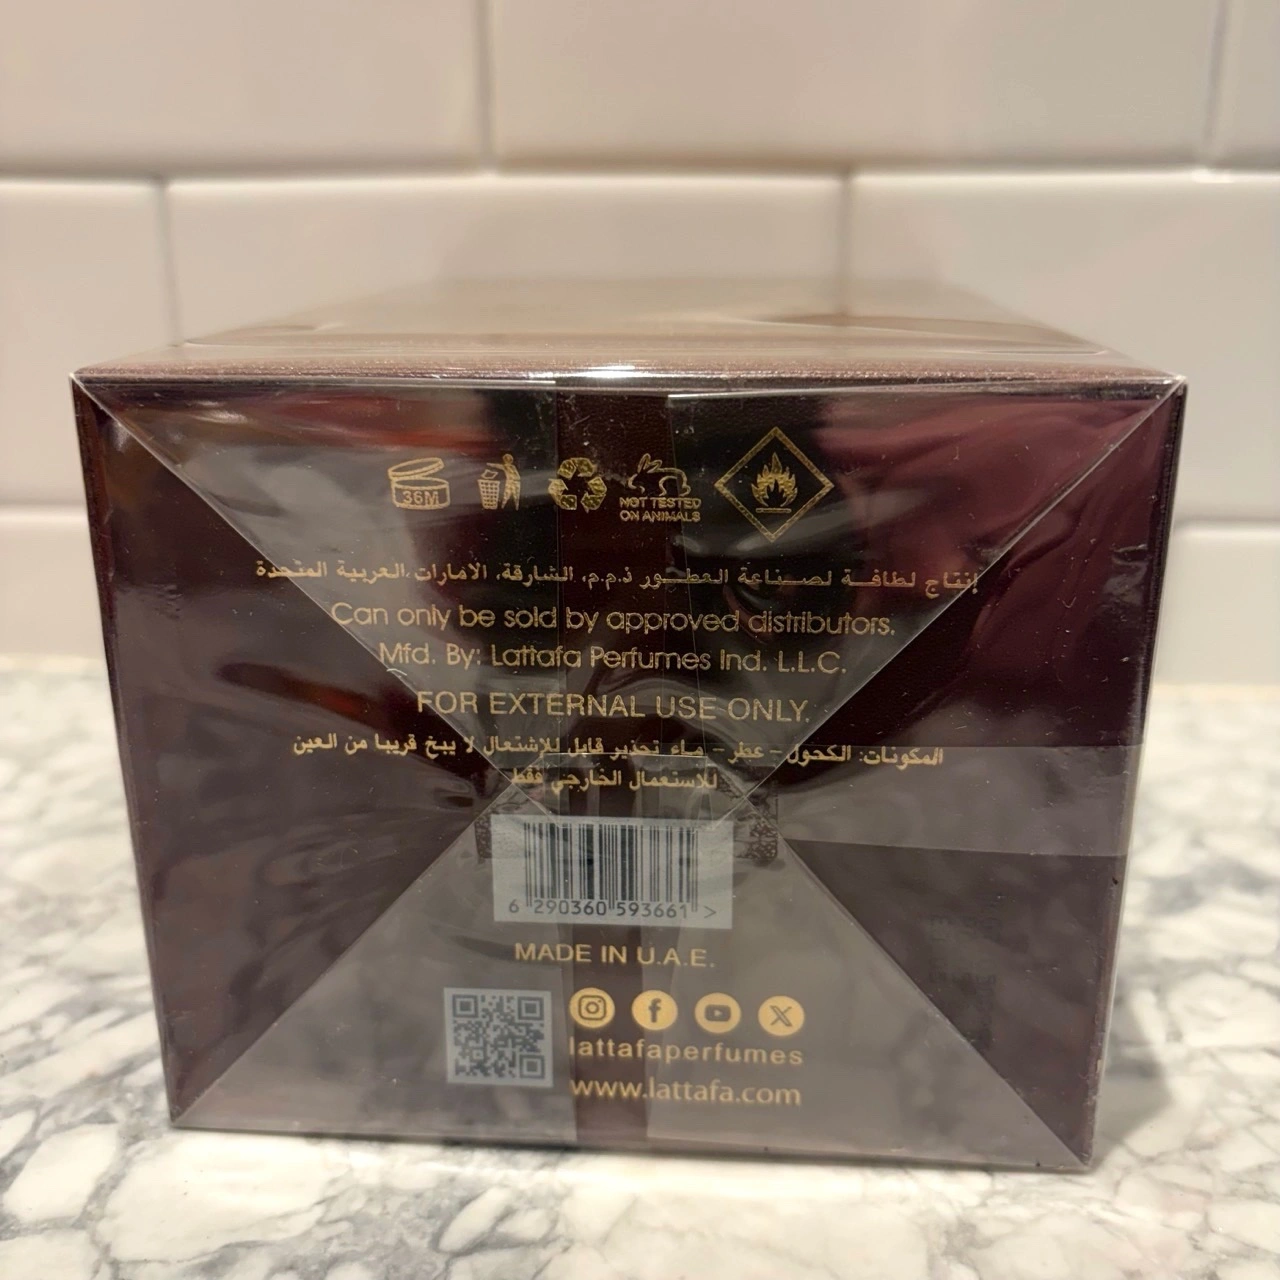 36M
NOT TESTED
ON ANIMALS
إنتاج لطافة لصناعة العطور ذ.م.م، الشارقة، الامارات العربية المتحدة
Can only be sold by approved distributors.
Mfd. By: Lattafa Perfumes Ind. L.L.C.
FOR EXTERNAL USE ONLY.
المكونات: الكحول - عطر - ماء تحذير قابل للإشتعال لا يبخ قريبا من العين
للاستعمال الخارجي فقط
6 290360 593661 >
MADE IN U.A.E.
lattafaperfumes
www.lattafa.com